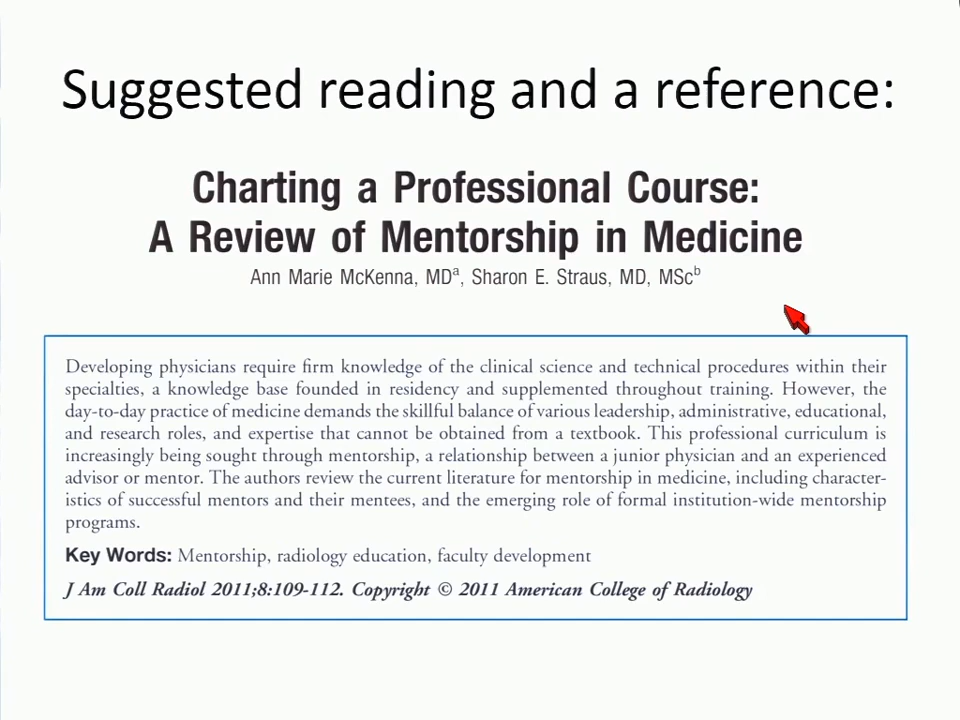 Suggested reading and a reference:
Charting a Professional Course:
A Review of Mentorship in Medicine
Ann Marie McKenna, MDa, Sharon E. Straus, MD, MScb
Developing physicians require firm knowledge of the clinical science and technical procedures within their
specialties, a knowledge base founded in residency and supplemented throughout training. However, the
day-to-day practice of medicine demands the skillful balance of various leadership, administrative, educational,
and research roles, and expertise that cannot be obtained from a textbook. This professional curriculum is
increasingly being sought through mentorship, a relationship between a junior physician and an experienced
advisor or mentor. The authors review the current literature for mentorship in medicine, including character-
istics of successful mentors and their mentees, and the emerging role of formal institution-wide mentorship
programs.
Key Words: Mentorship, radiology education, faculty development
J Am Coll Radiol 2011;8:109-112. Copyright © 2011 American College of Radiology